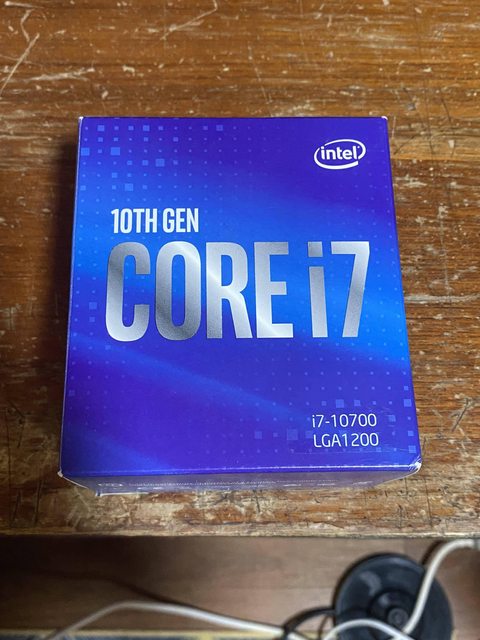 intel
10TH GEN
CORE i7
i7-10700
LGA1200